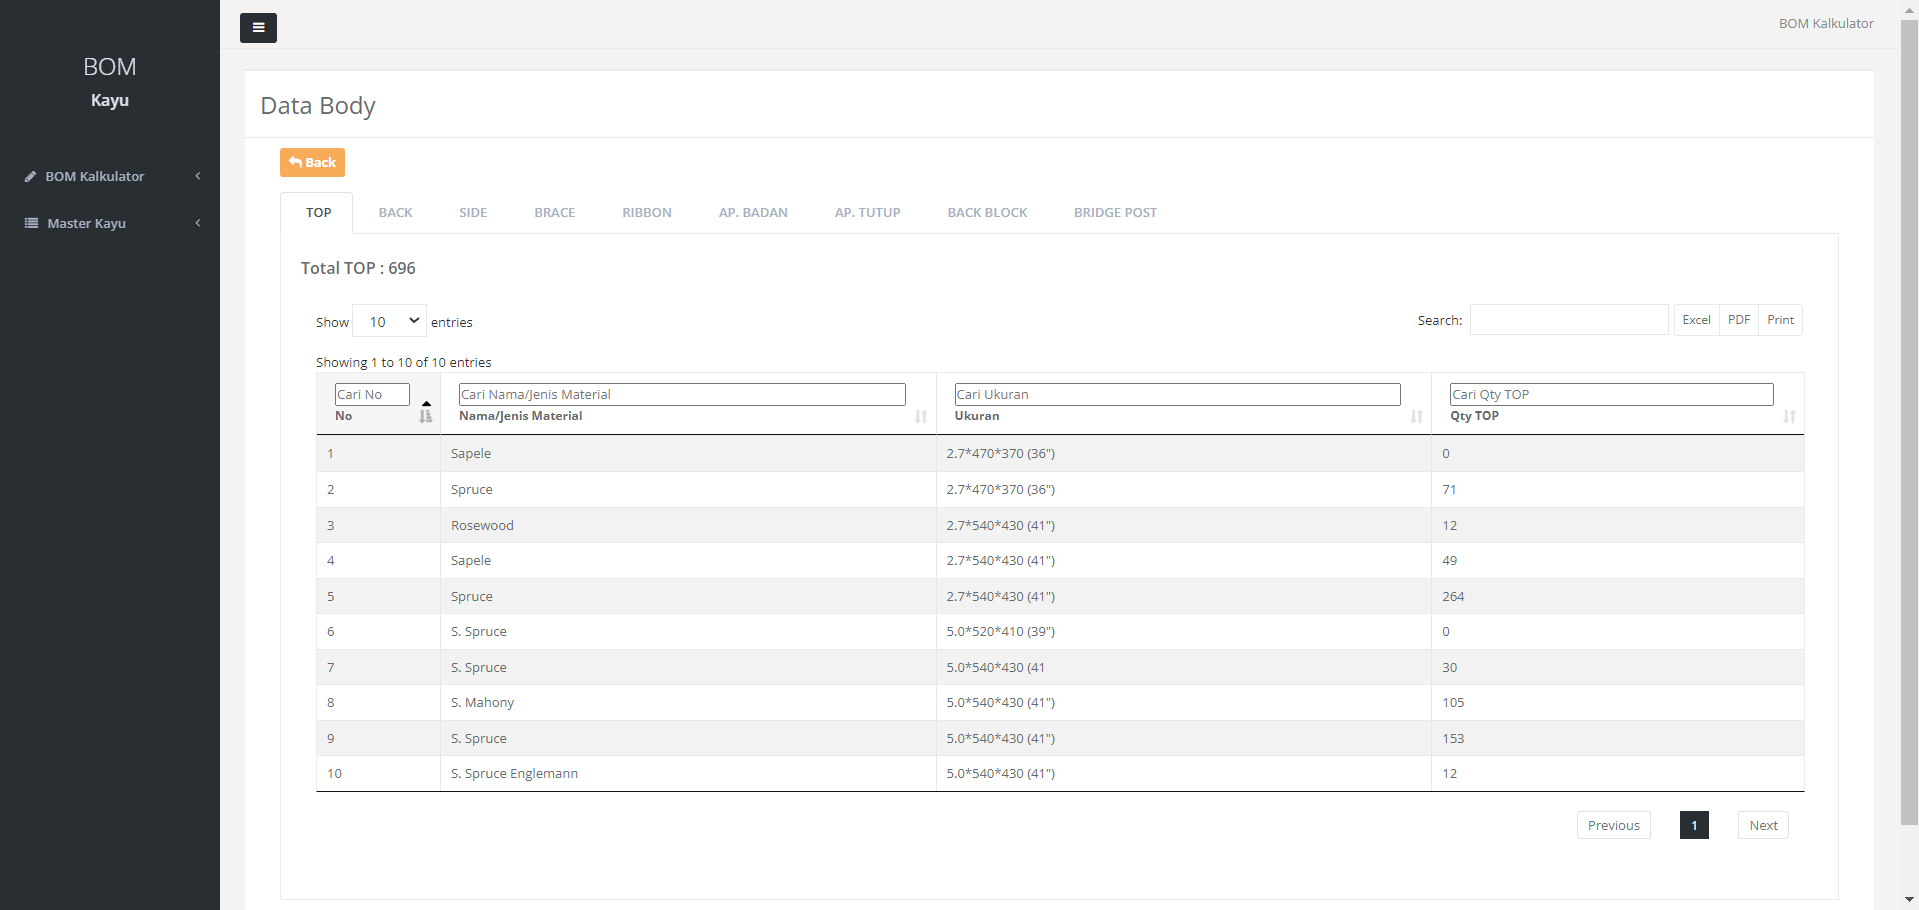 BOM Kalkulator
BOM
Kayu
BOM Kalkulator
Master Kayu
Data Body
Back
TOP BACK SIDE BRACE RIBBON AP. BADAN AP. TUTUP BACK BLOCK BRIDGE POST
Total TOP : 696
Show 10 entries Search: Excel PDF Print
Showing 1 to 10 of 10 entries
Cari No Cari Nama/Jenis Material Cari Ukuran Cari Qty TOP
No Nama/Jenis Material Ukuran Qty TOP
1 Sapele 2.7*470*370 (36") 0
2 Spruce 2.7*470*370 (36") 71
3 Rosewood 2.7*540*430 (41") 12
4 Sapele 2.7*540*430 (41") 49
5 Spruce 2.7*540*430 (41") 264
6 S. Spruce 5.0*520*410 (39") 0
7 S. Spruce 5.0*540*430 (41 30
8 S. Mahony 5.0*540*430 (41") 105
9 S. Spruce 5.0*540*430 (41") 153
10 S. Spruce Englemann 5.0*540*430 (41") 12
Previous 1 Next